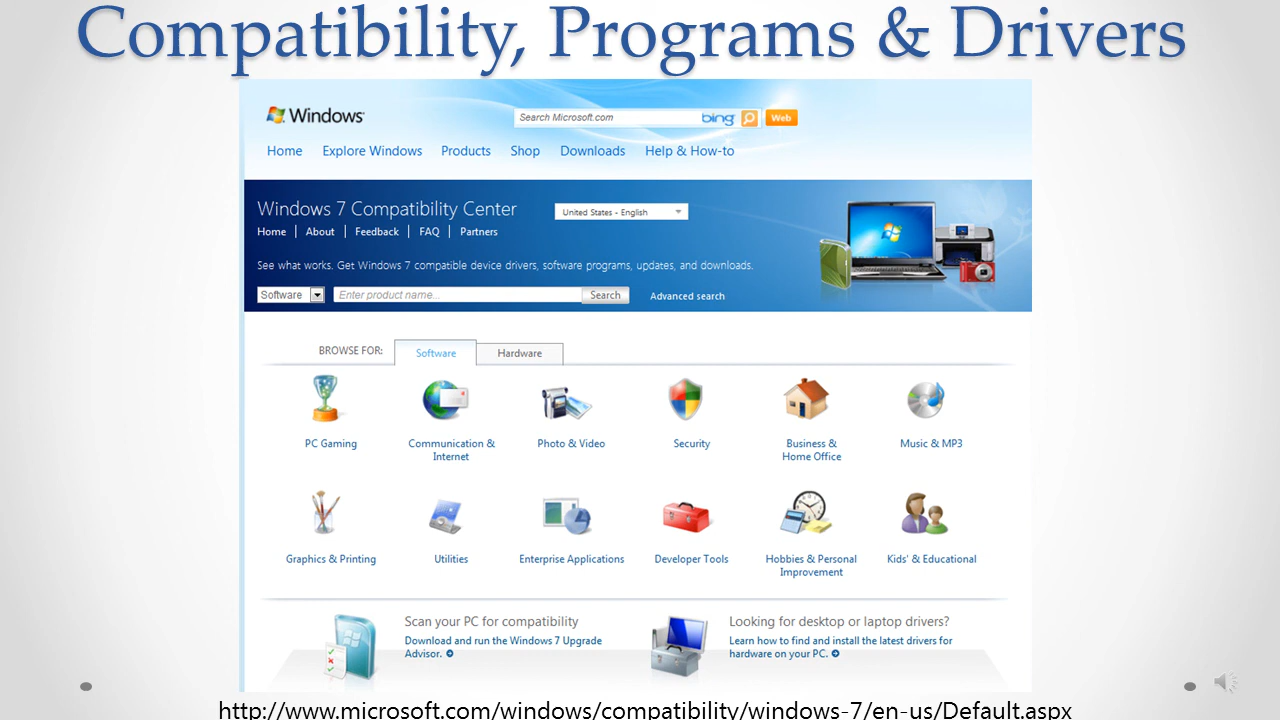 Compatibility, Programs & Drivers
Windows
Search Microsoft.com bing Web
Home Explore Windows Products Shop Downloads Help & How-to
Windows 7 Compatibility Center
United States - English
Home | About | Feedback | FAQ | Partners
See what works. Get Windows 7 compatible device drivers, software programs, updates, and downloads.
Software Enter product name... Search Advanced search
BROWSE FOR: Software Hardware
PC Gaming
Communication &
Internet
Photo & Video
Security
Business &
Home Office
Music & MP3
Graphics & Printing
Utilities
Enterprise Applications
Developer Tools
Hobbies & Personal
Improvement
Kids' & Educational
Scan your PC for compatibility
Download and run the Windows 7 Upgrade
Advisor.
Looking for desktop or laptop drivers?
Learn how to find and install the latest drivers for
hardware on your PC.
http://www.microsoft.com/windows/compatibility/windows-7/en-us/Default.aspx